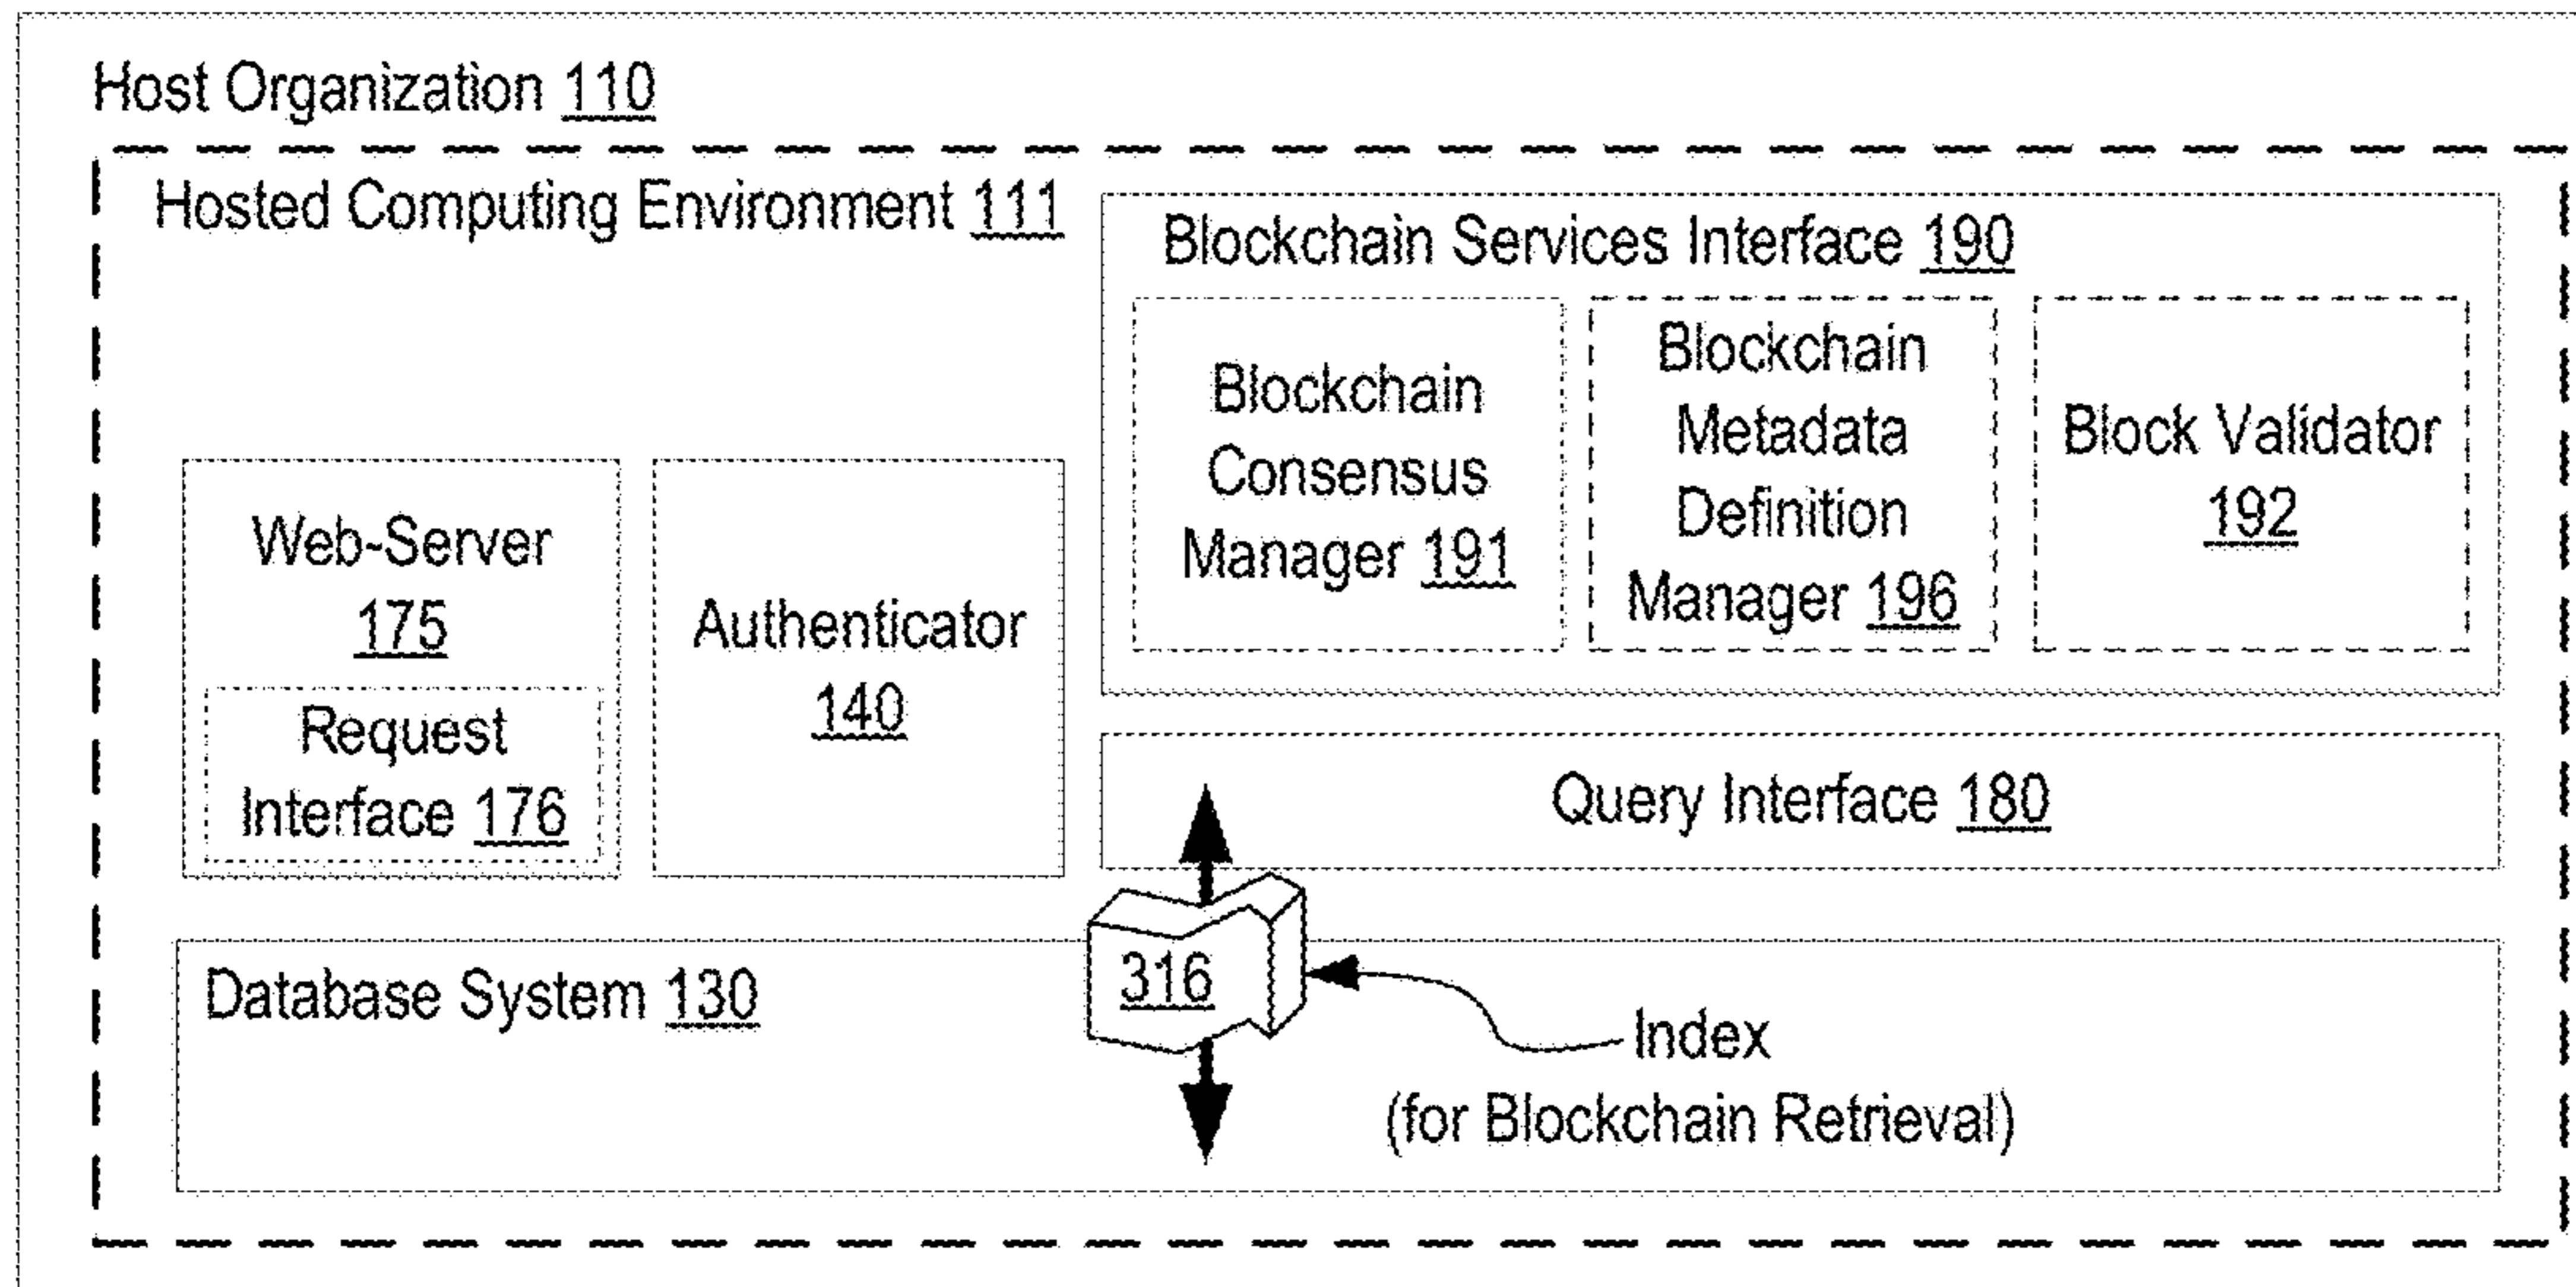 Host Organization 110
Hosted Computing Environment 111
Blockchain Services Interface 190
Blockchain
Consensus
Manager 191
Blockchain
Metadata
Definition
Manager 196
Block Validator
192
Web-Server
175
Request
Interface 176
Authenticator
140
Query Interface 180
Database System 130
316
Index
(for Blockchain Retrieval)